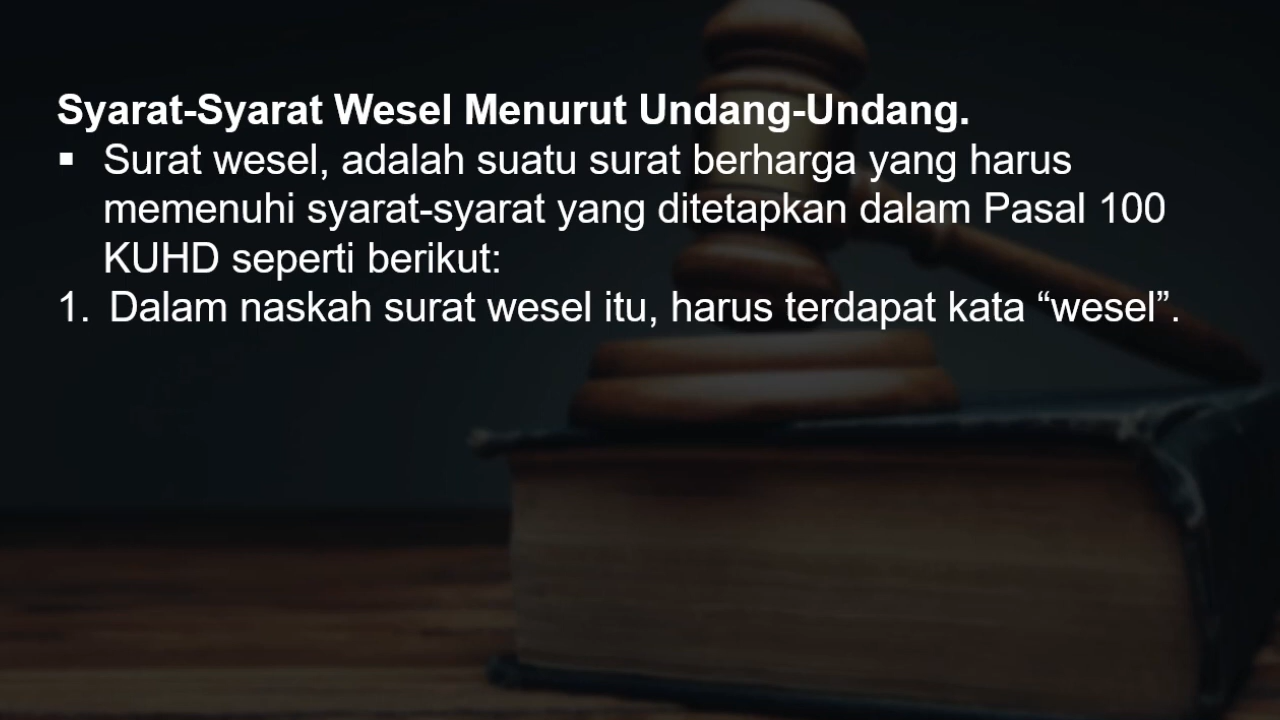 Syarat-Syarat Wesel Menurut Undang-Undang.
▪ Surat wesel, adalah suatu surat berharga yang harus
memenuhi syarat-syarat yang ditetapkan dalam Pasal 100
KUHD seperti berikut:
1. Dalam naskah surat wesel itu, harus terdapat kata “wesel”.